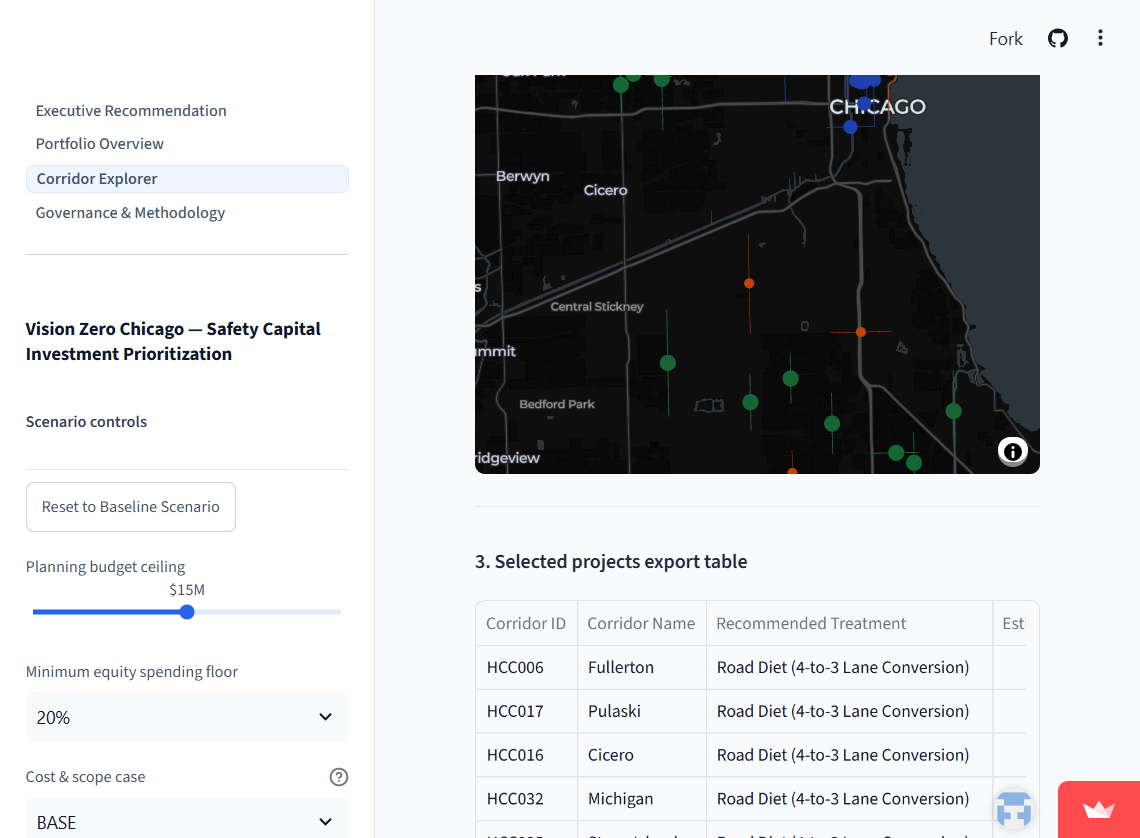 Fork
Executive Recommendation
Portfolio Overview
Corridor Explorer
Governance & Methodology
Vision Zero Chicago — Safety Capital
Investment Prioritization
Scenario controls
Reset to Baseline Scenario
Planning budget ceiling
$15M
Minimum equity spending floor
20%
Cost & scope case
BASE
CHICAGO
Berwyn
Cicero
Central Stickney
mmit
Bedford Park
ridgeview
3. Selected projects export table
Corridor ID Corridor Name Recommended Treatment Est
HCC006 Fullerton Road Diet (4-to-3 Lane Conversion)
HCC017 Pulaski Road Diet (4-to-3 Lane Conversion)
HCC016 Cicero Road Diet (4-to-3 Lane Conversion)
HCC032 Michigan Road Diet (4-to-3 Lane Conversion)